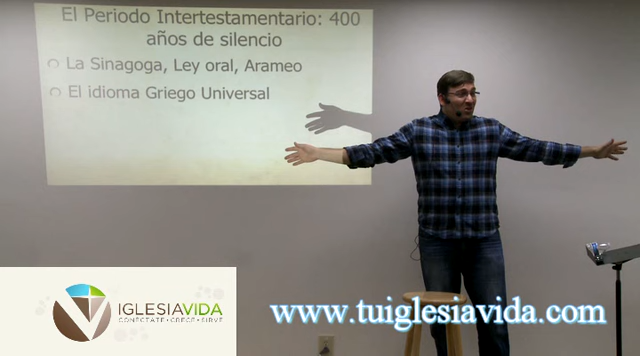 El Periodo Intertestamentario: 400
años de silencio
La Sinagoga, Ley oral, Arameo
El idioma Griego Universal
IGLESIAVIDA
CONECTATE • CRECE • SIRVE
www.tuiglesiavida.com